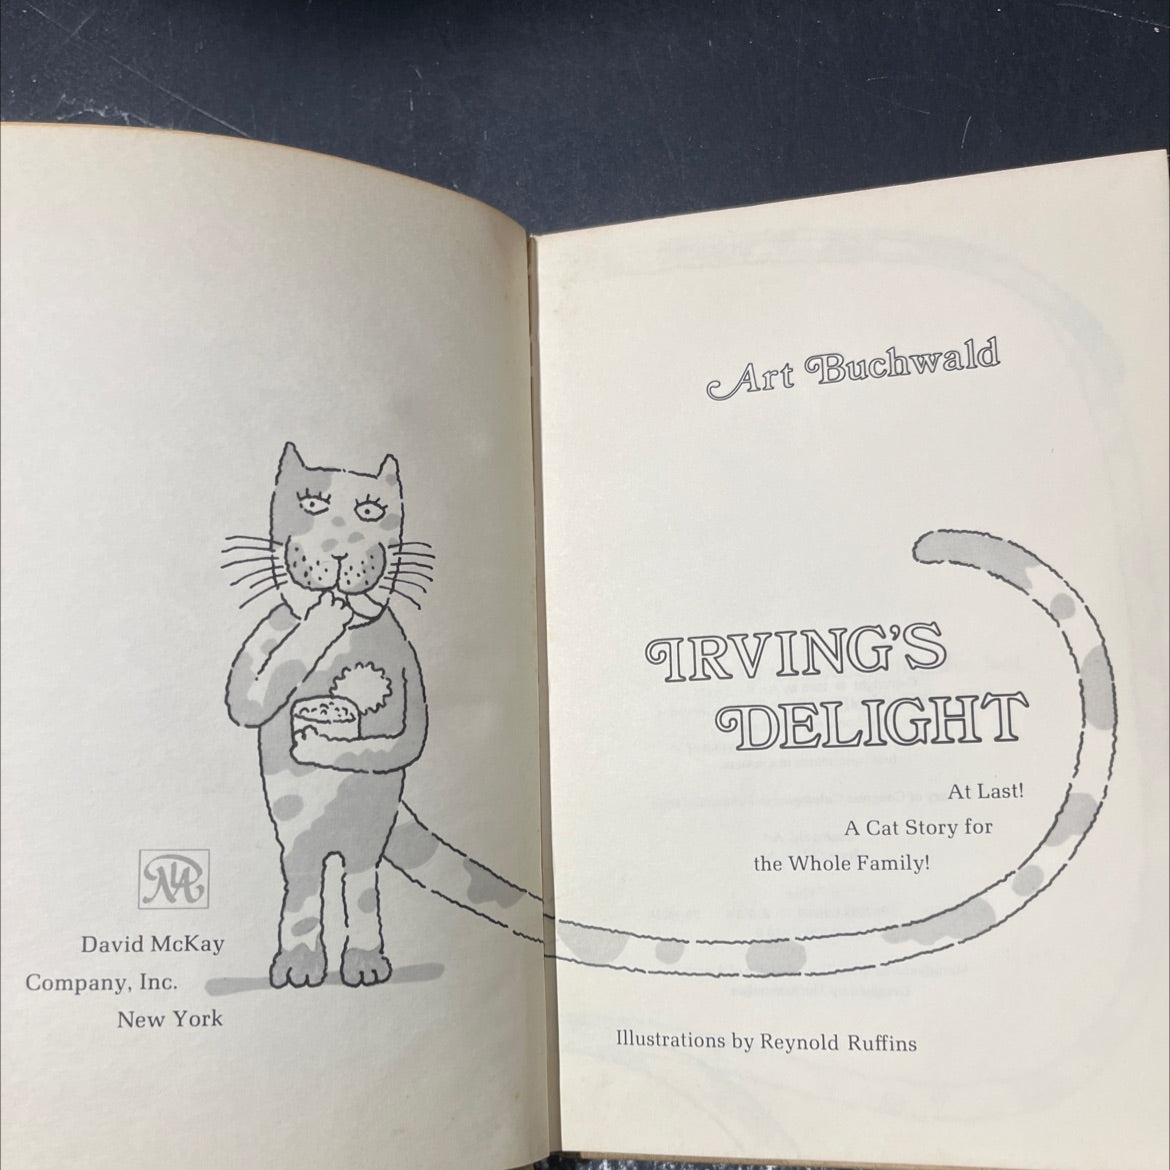 David McKay
Company, Inc.
New York
Art Buchwald
IRVING'S
DELIGHT
At Last!
A Cat Story for
the Whole Family!
Illustrations by Reynold Ruffins